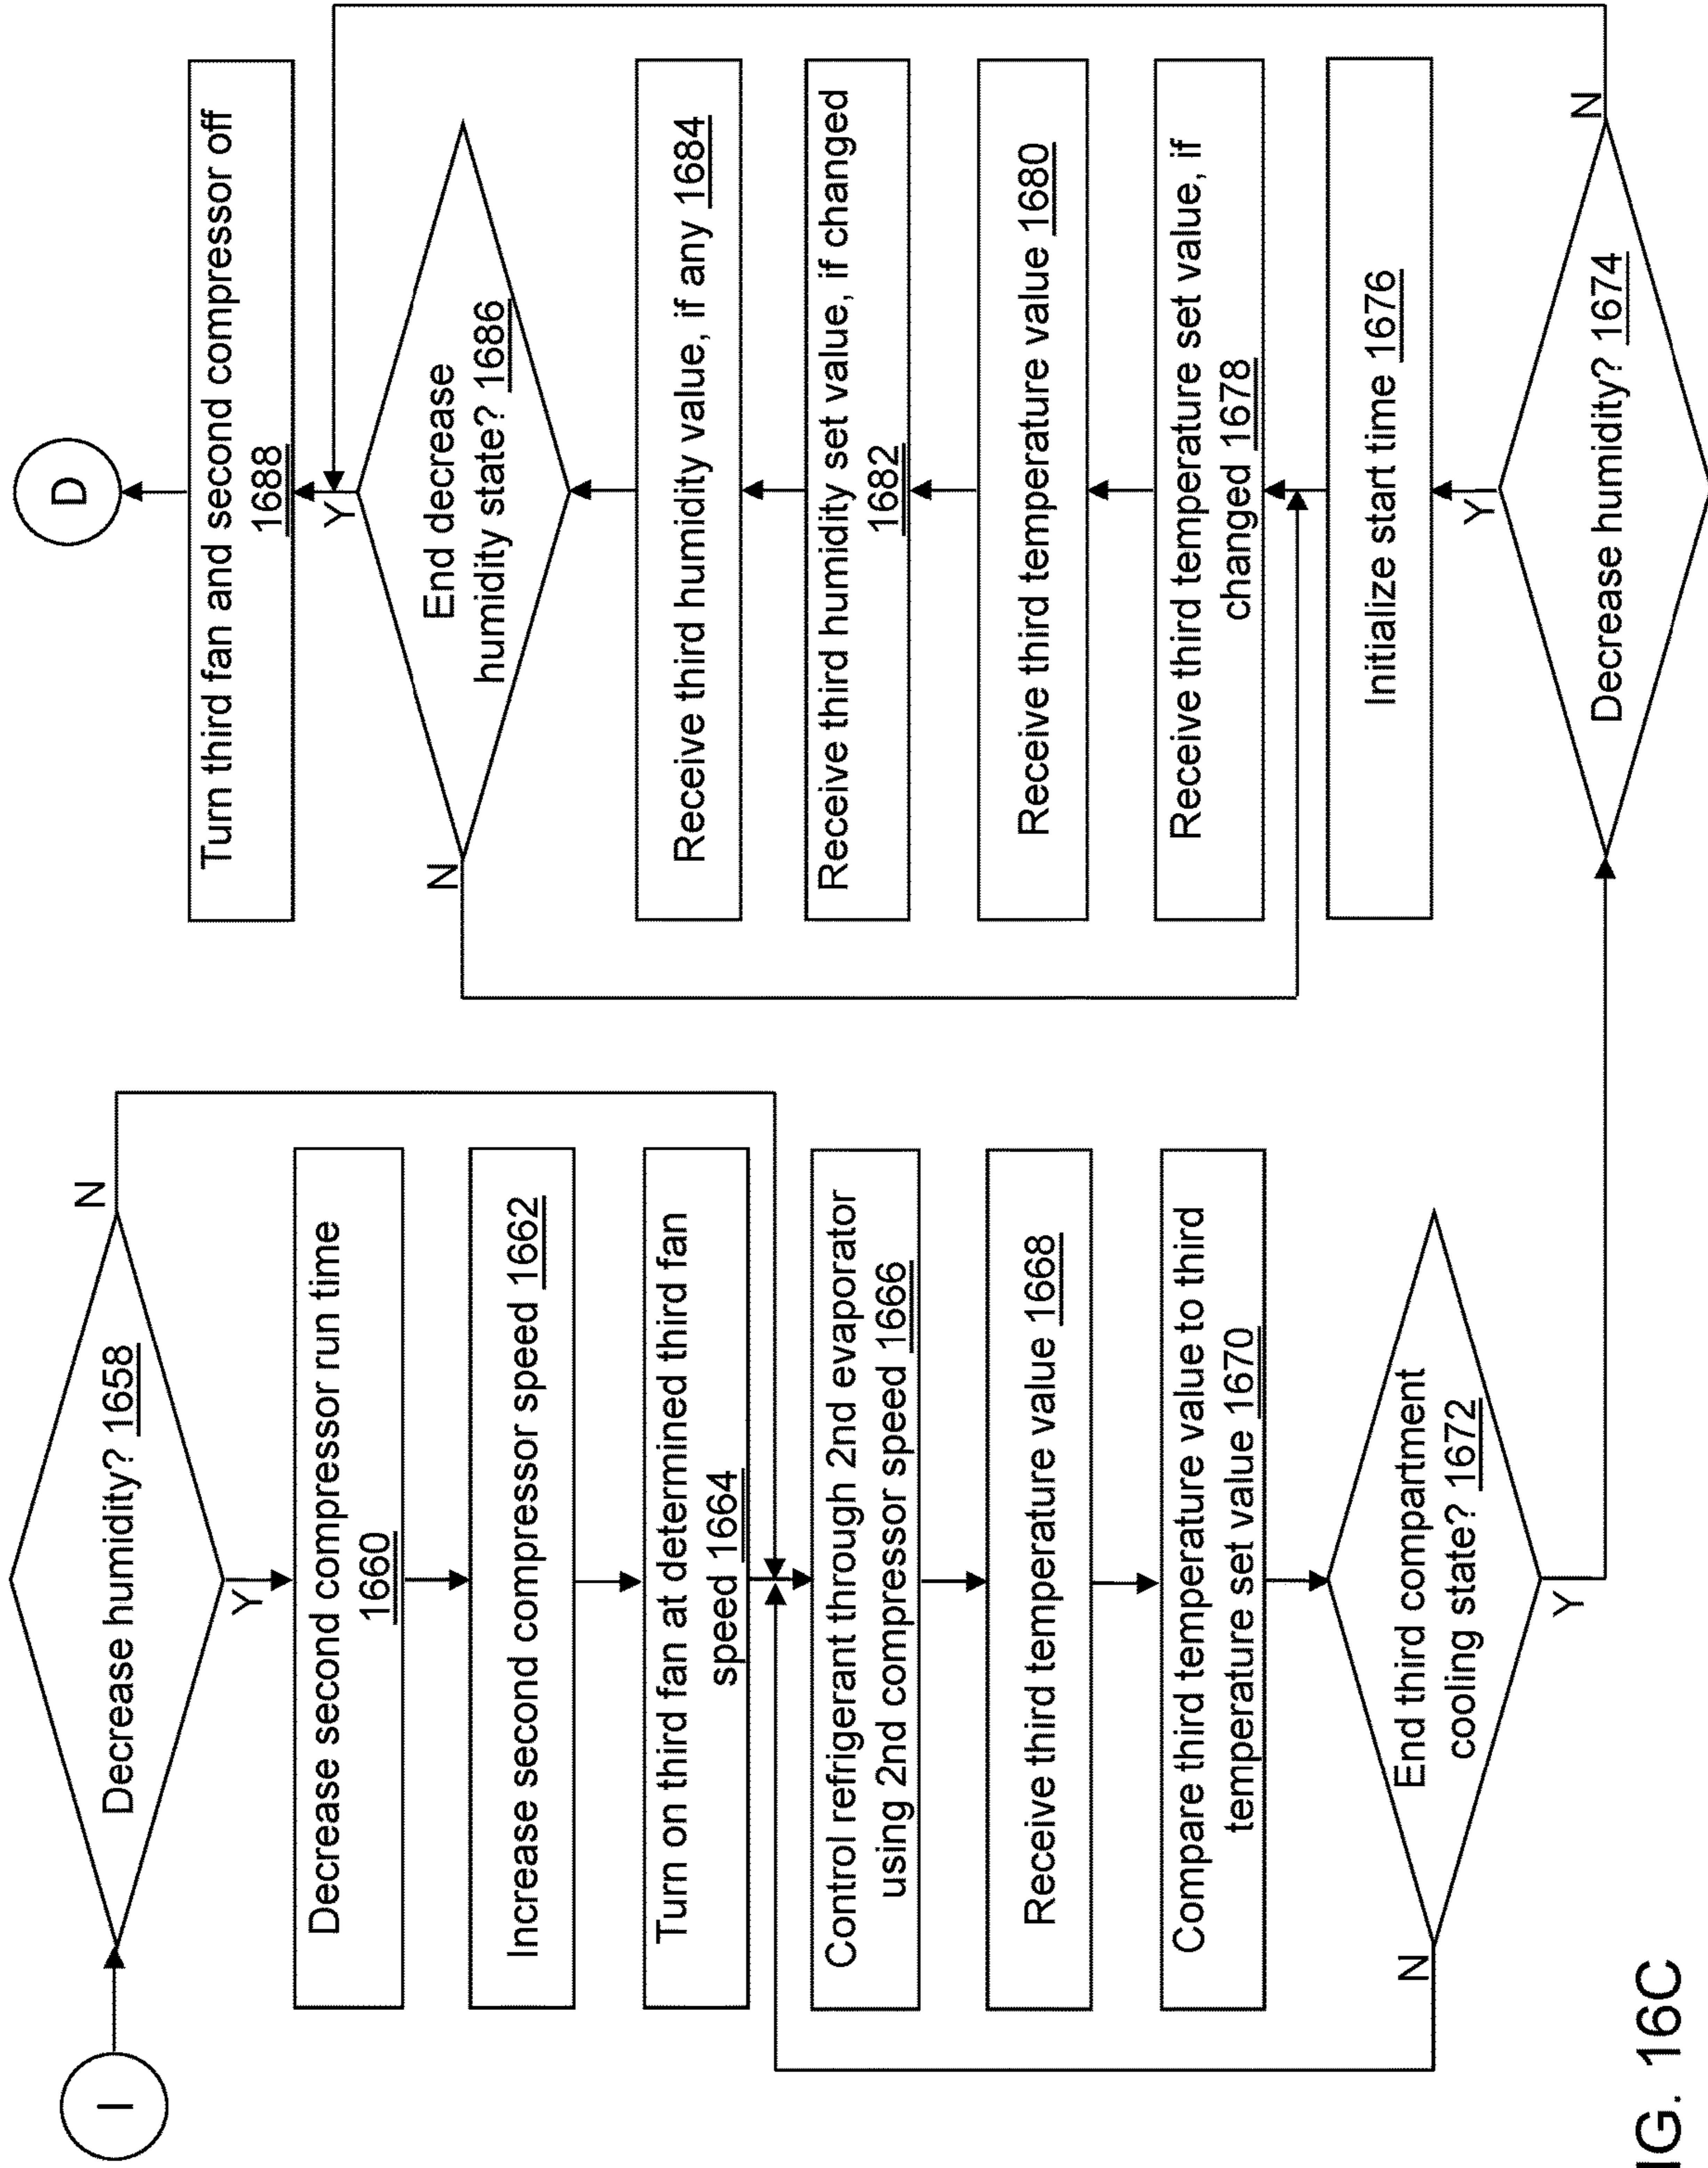 I
Decrease humidity? 1658
N
Y
Decrease second compressor run time
1660
Increase second compressor speed 1662
Turn on third fan at determined third fan
speed 1664
Control refrigerant through 2nd evaporator
using 2nd compressor speed 1666
Receive third temperature value 1668
Compare third temperature value to third
temperature set value 1670
End third compartment
cooling state? 1672
N
Y
D
Turn third fan and second compressor off
1688
Y
End decrease
humidity state? 1686
N
Receive third humidity value, if any 1684
Receive third humidity set value, if changed
1682
Receive third temperature value 1680
Receive third temperature set value, if
changed 1678
Initialize start time 1676
Y
Decrease humidity? 1674
N
IG. 16C